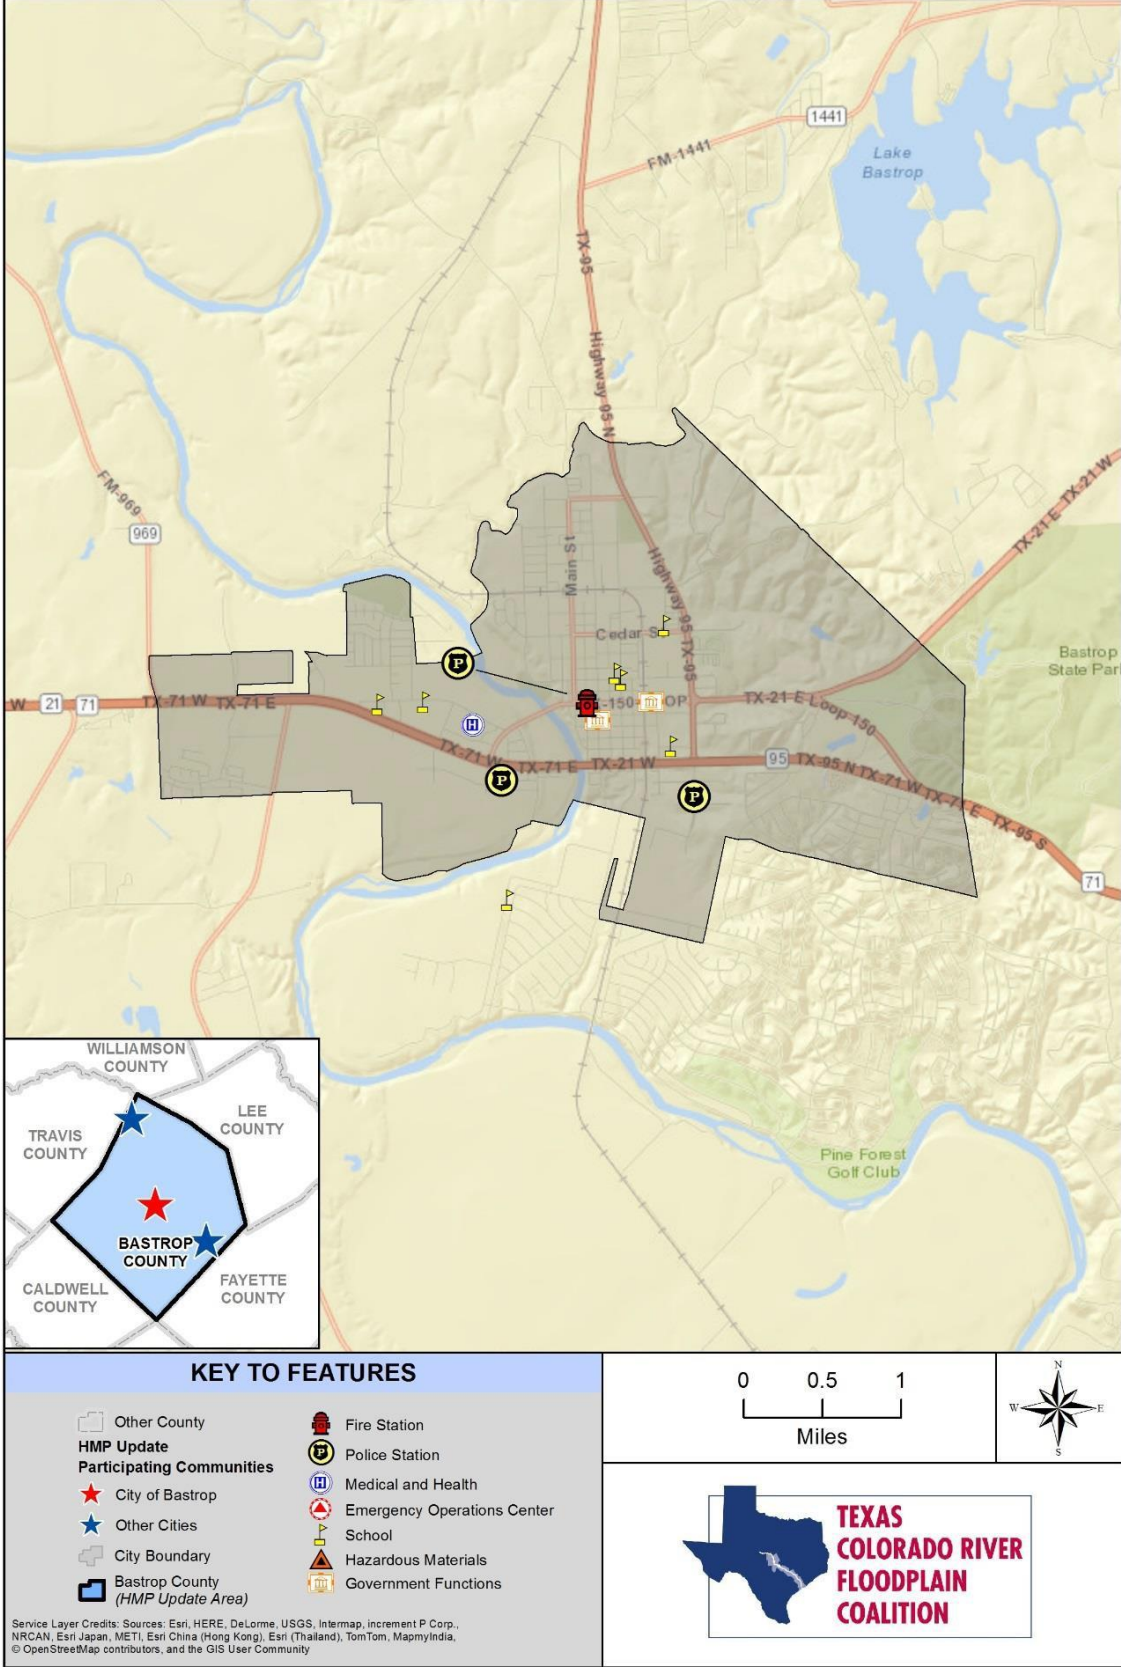 1441
FM-1441
Lake
Bastrop
TX-95
Highway 95 N
FM-969
969
TX-21 E TX-21 W
Main St
Highway 95 TX-95
Cedar S
Bastrop
State Park
W
21
71
TX-71 W
TX-71 E
-150-
OP
TX-21 E Loop 150
TX-71 W
TX-71 E
TX-21 W
95
TX-95 N TX-71 W
TX-71 E
TX-95 S
71
P
P
P
H
Pine Forest
Golf Club
WILLIAMSON
COUNTY
LEE
COUNTY
TRAVIS
COUNTY
BASTROP
COUNTY
CALDWELL
COUNTY
FAYETTE
COUNTY
KEY TO FEATURES
Other County
HMP Update
Participating Communities
City of Bastrop
Other Cities
City Boundary
Bastrop County
(HMP Update Area)
Fire Station
P
Police Station
H
Medical and Health
Emergency Operations Center
School
Hazardous Materials
Government Functions
Service Layer Credits: Sources: Esri, HERE, DeLorme, USGS, Intermap, increment P Corp.,
NRCAN, Esri Japan, METI, Esri China (Hong Kong), Esri (Thailand), TomTom, MapmyIndia,
© OpenStreetMap contributors, and the GIS User Community
0 0.5 1
Miles
N
W E
S
TEXAS
COLORADO RIVER
FLOODPLAIN
COALITION